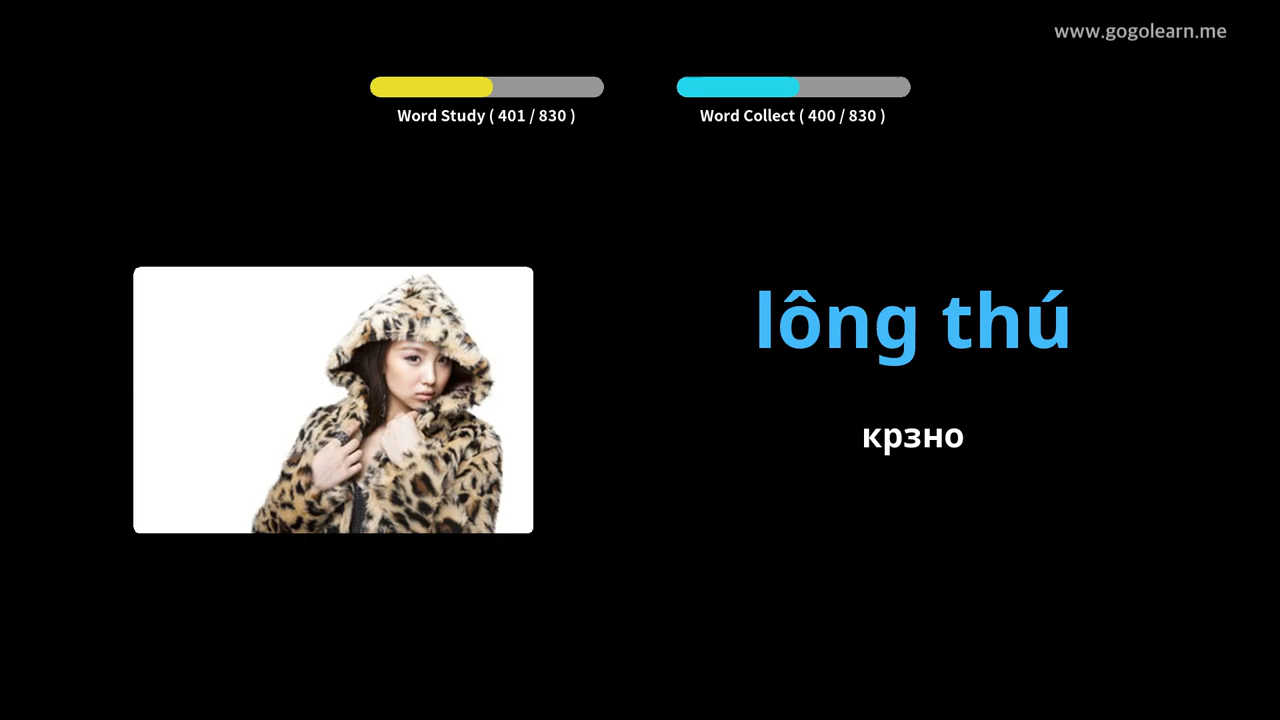 www.gogolearn.me
Word Study ( 401 / 830 )
Word Collect ( 400 / 830 )
lông thú
крзно